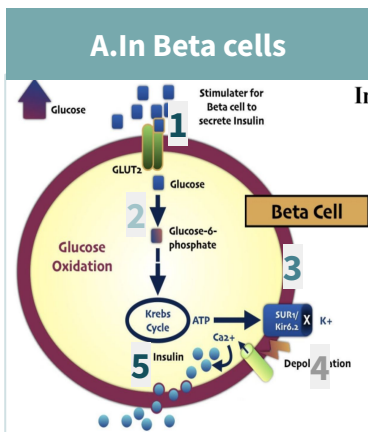 A.In Beta cells
Glucose
Stimulater for
Beta cell to
secrete Insulin
In
1
GLUT2
Glucose
2
Glucose-6-
phosphate
Beta Cell
Glucose
Oxidation
3
Krebs
Cycle
ATP
SUR1/
Kir6.2
X
K+
Ca2+
5
Insulin
4